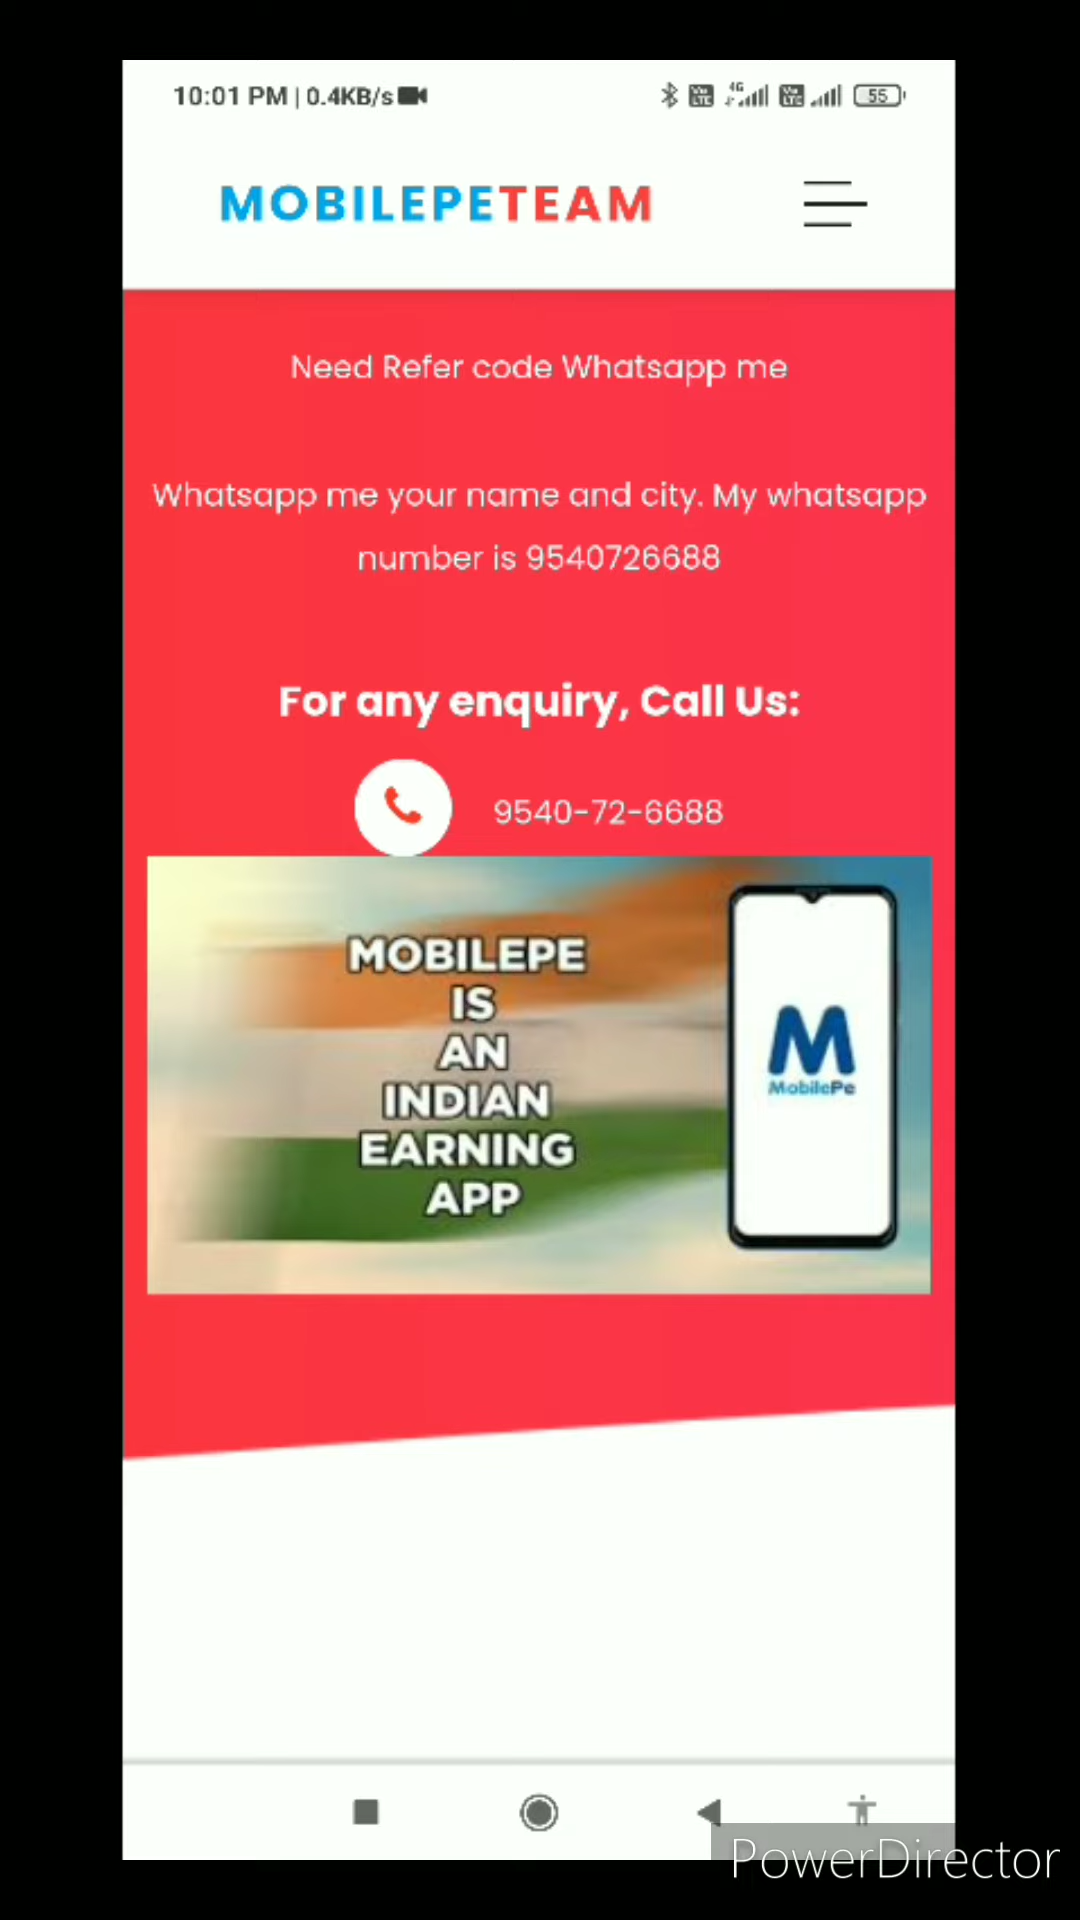 10:01 PM | 0.4KB/s
4G
55
MOBILEPETEAM
Need Refer code Whatsapp me
Whatsapp me your name and city. My whatsapp
number is 9540726688
For any enquiry, Call Us:
9540-72-6688
MOBILEPE
IS
AN
INDIAN
EARNING
APP
M
MobilePe
PowerDirector